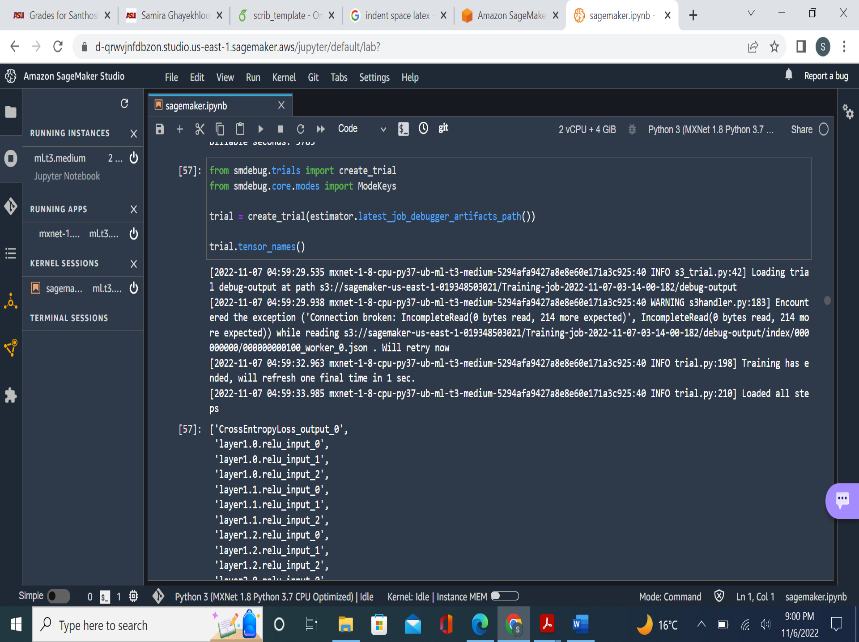 Grades for Santhos
Samira Ghayekhloo
scrib_template - On
indent space latex -
Amazon SageMake
sagemaker.ipynb -
d-qrwvjnfdbzon.studio.us-east-1.sagemaker.aws/jupyter/default/lab?
S
Amazon SageMaker Studio
File Edit View Run Kernel Git Tabs Settings Help
Report a bug
sagemaker.ipynb X
RUNNING INSTANCES X
ml.t3.medium 2 ...
Jupyter Notebook
RUNNING APPS X
mxnet-1.... ml.t3....
KERNEL SESSIONS X
sagema... ml.t3....
TERMINAL SESSIONS
Code git 2 vCPU + 4 GiB Python 3 (MXNet 1.8 Python 3.7 ... Share
Billable seconds: 3785
[57]: from smdebug.trials import create_trial
from smdebug.core.modes import ModeKeys
trial = create_trial(estimator.latest_job_debugger_artifacts_path())
trial.tensor_names()
[2022-11-07 04:59:29.535 mxnet-1-8-cpu-py37-ub-ml-t3-medium-5294afa9427a8e8e60e171a3c925:40 INFO s3_trial.py:42] Loading tria
l debug-output at path s3://sagemaker-us-east-1-019348503021/Training-job-2022-11-07-03-14-00-182/debug-output
[2022-11-07 04:59:29.938 mxnet-1-8-cpu-py37-ub-ml-t3-medium-5294afa9427a8e8e60e171a3c925:40 WARNING s3handler.py:183] Encount
ered the exception ('Connection broken: IncompleteRead(0 bytes read, 214 more expected)', IncompleteRead(0 bytes read, 214 mo
re expected)) while reading s3://sagemaker-us-east-1-019348503021/Training-job-2022-11-07-03-14-00-182/debug-output/index/000
000000/000000000100_worker_0.json . Will retry now
[2022-11-07 04:59:32.963 mxnet-1-8-cpu-py37-ub-ml-t3-medium-5294afa9427a8e8e60e171a3c925:40 INFO trial.py:198] Training has e
nded, will refresh one final time in 1 sec.
[2022-11-07 04:59:33.985 mxnet-1-8-cpu-py37-ub-ml-t3-medium-5294afa9427a8e8e60e171a3c925:40 INFO trial.py:210] Loaded all ste
ps
[57]: ['CrossEntropyLoss_output_0',
'layer1.0.relu_input_0',
'layer1.0.relu_input_1',
'layer1.0.relu_input_2',
'layer1.1.relu_input_0',
'layer1.1.relu_input_1',
'layer1.1.relu_input_2',
'layer1.2.relu_input_0',
'layer1.2.relu_input_1',
'layer1.2.relu_input_2',
'layer2.0.relu_input_0'
Simple 0 1 Python 3 (MXNet 1.8 Python 3.7 CPU Optimized) | Idle Kernel: Idle | Instance MEM Mode: Command Ln 1, Col 1 sagemaker.ipynb
Type here to search
16°C
9:00 PM
11/6/2022